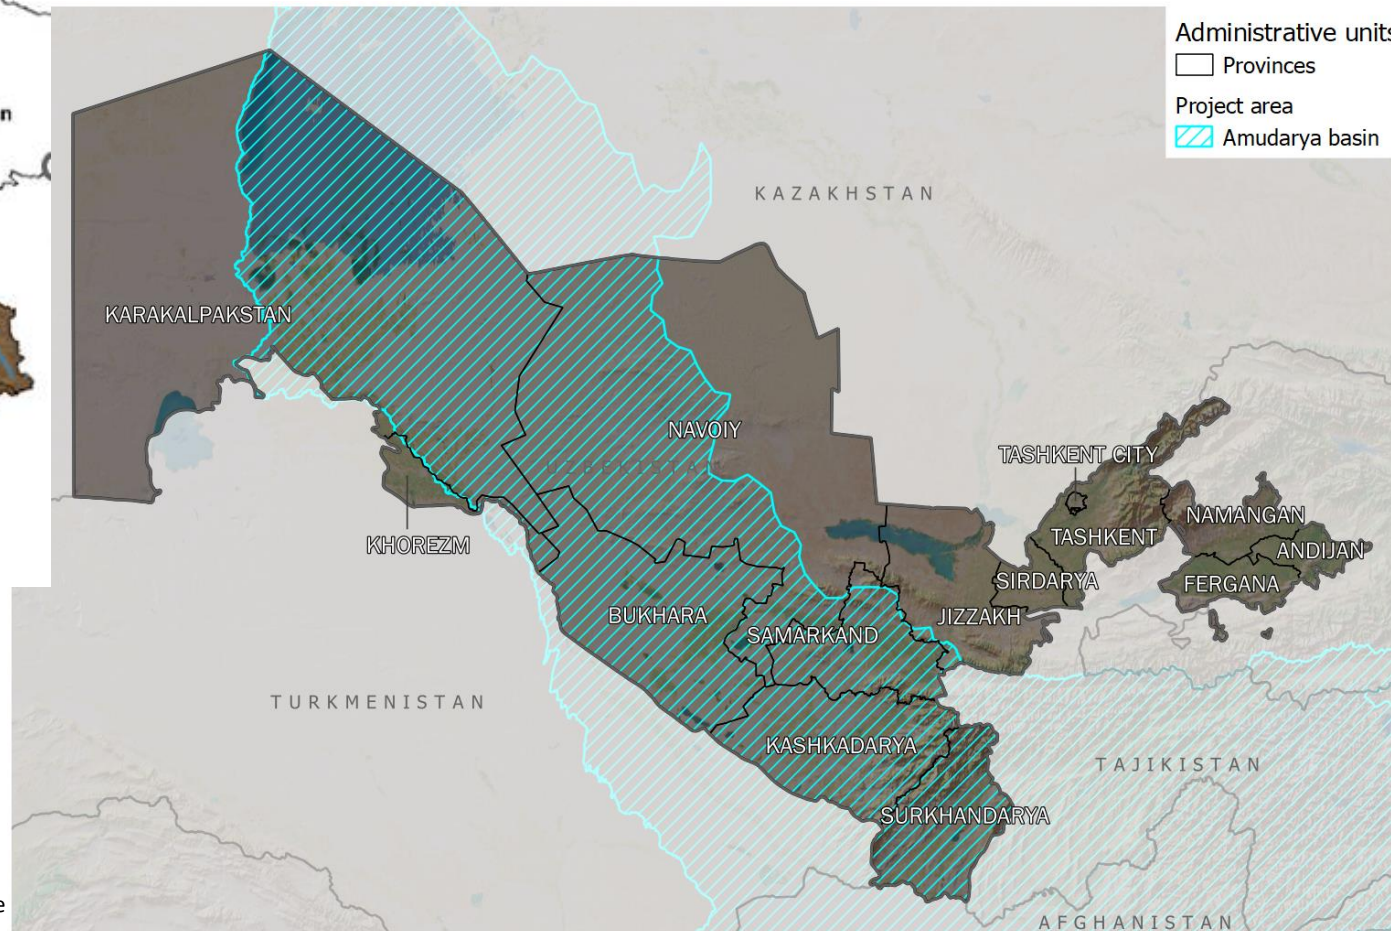 Administrative units
Provinces
Project area
Amudarya basin
n
KAZAKHSTAN
KARAKALPAKSTAN
NAVOIY
UZBEKISTAN
TASHKENT CITY
NAMANGAN
TASHKENT
ANDIJAN
KHOREZM
SIRDARYA
FERGANA
BUKHARA
JIZZAKH
SAMARKAND
TURKMENISTAN
KASHKADARYA
TAJIKISTAN
SURKHANDARYA
e
AFGHANISTAN